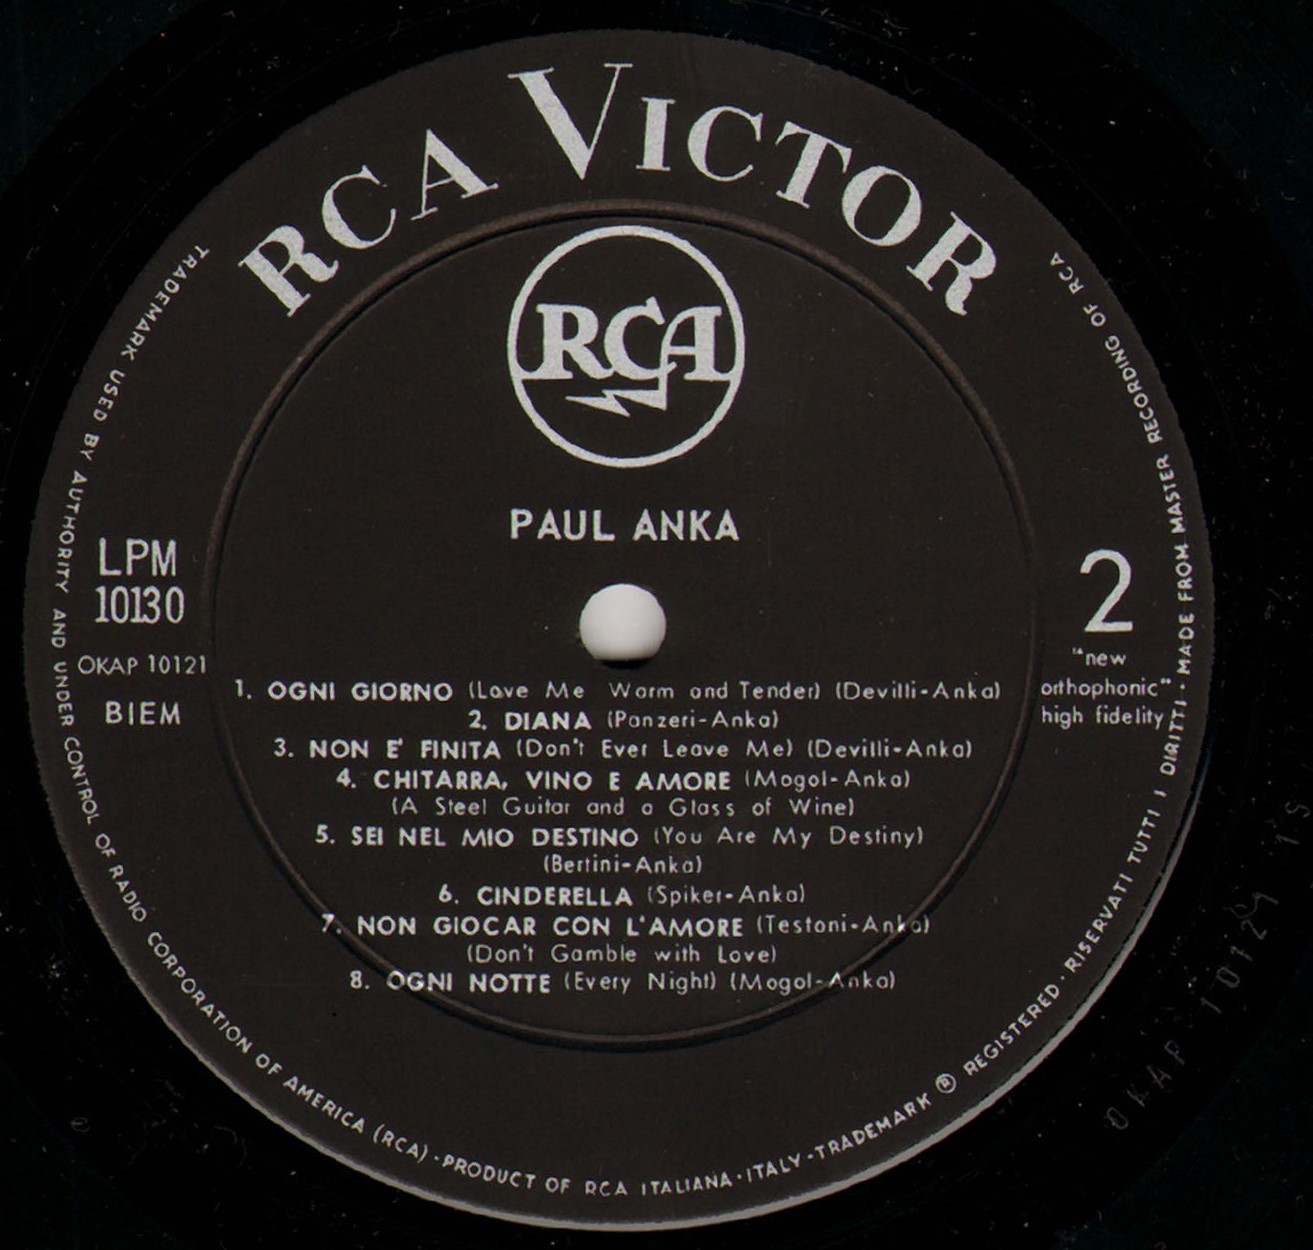 RCA VICTOR
RCA
PAUL ANKA
LPM
10130
OKAP 10121
BIEM
2
"new
orthophonic"
high fidelity
1. OGNI GIORNO (Love Me Warm and Tender) (Devilli-Anka)
2. DIANA (Panzeri-Anka)
3. NON E' FINITA (Don't Ever Leave Me) (Devilli-Anka)
4. CHITARRA, VINO E AMORE (Mogol-Anka)
(A Steel Guitar and a Glass of Wine)
5. SEI NEL MIO DESTINO (You Are My Destiny)
(Bertini-Anka)
6. CINDERELLA (Spiker-Anka)
7. NON GIOCAR CON L'AMORE (Testoni-Anka)
(Don't Gamble with Love)
8. OGNI NOTTE (Every Night) (Mogol-Anka)
TRADEMARK USED BY AUTHORITY AND UNDER CONTROL OF RADIO CORPORATION OF AMERICA (RCA) · PRODUCT OF RCA ITALIANA · ITALY - TRADEMARK ® REGISTERED · RISERVATI TUTTI I DIRITTI · MADE FROM MASTER RECORDING OF RCA
OKAP 10121 1S